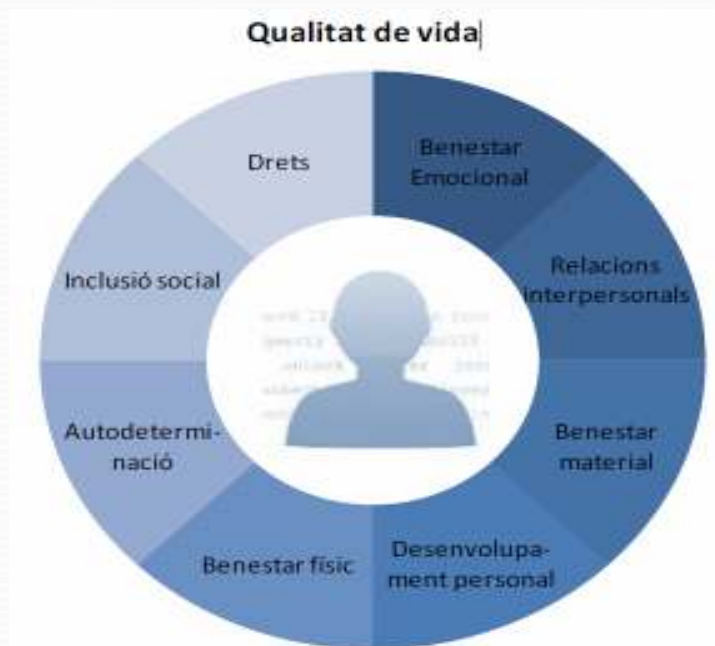 Qualitat de vida
Benestar
Emocional
Relacions
interpersonals
Benestar
material
Desenvolupa-
ment personal
Benestar físic
Autodetermi-
nació
Inclusió social
Drets